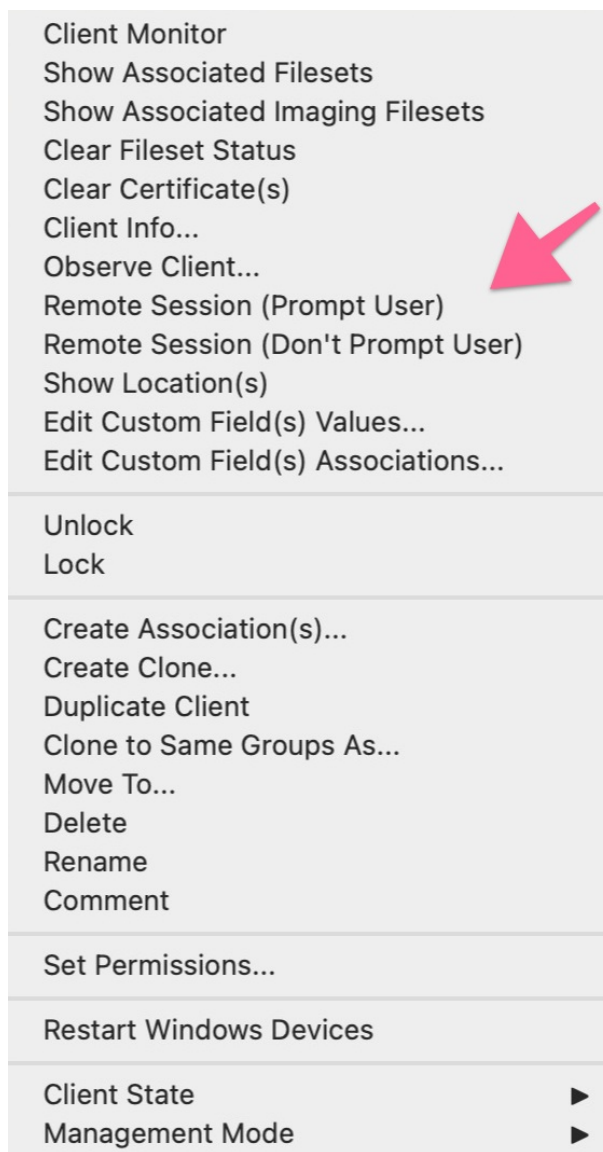 Client Monitor
Show Associated Filesets
Show Associated Imaging Filesets
Clear Fileset Status
Clear Certificate(s)
Client Info...
Observe Client...
Remote Session (Prompt User)
Remote Session (Don't Prompt User)
Show Location(s)
Edit Custom Field(s) Values...
Edit Custom Field(s) Associations...
Unlock
Lock
Create Association(s)...
Create Clone...
Duplicate Client
Clone to Same Groups As...
Move To...
Delete
Rename
Comment
Set Permissions...
Restart Windows Devices
Client State
Management Mode